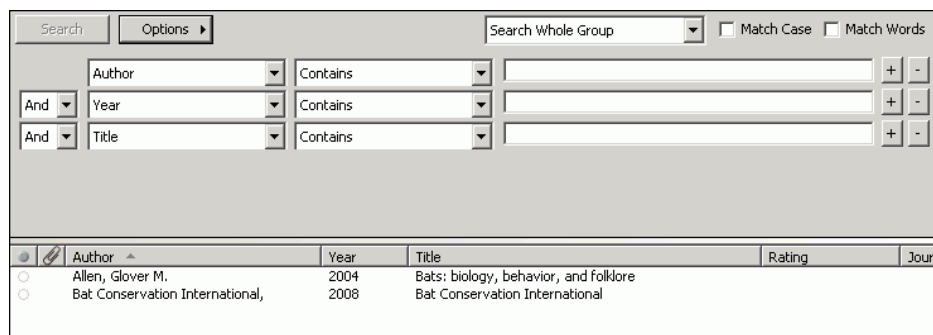 Search Options Search Whole Group Match Case Match Words
Author Contains + -
And Year Contains + -
And Title Contains + -
Author Year Title Rating Jour
Allen, Glover M. 2004 Bats: biology, behavior, and folklore
Bat Conservation International, 2008 Bat Conservation International